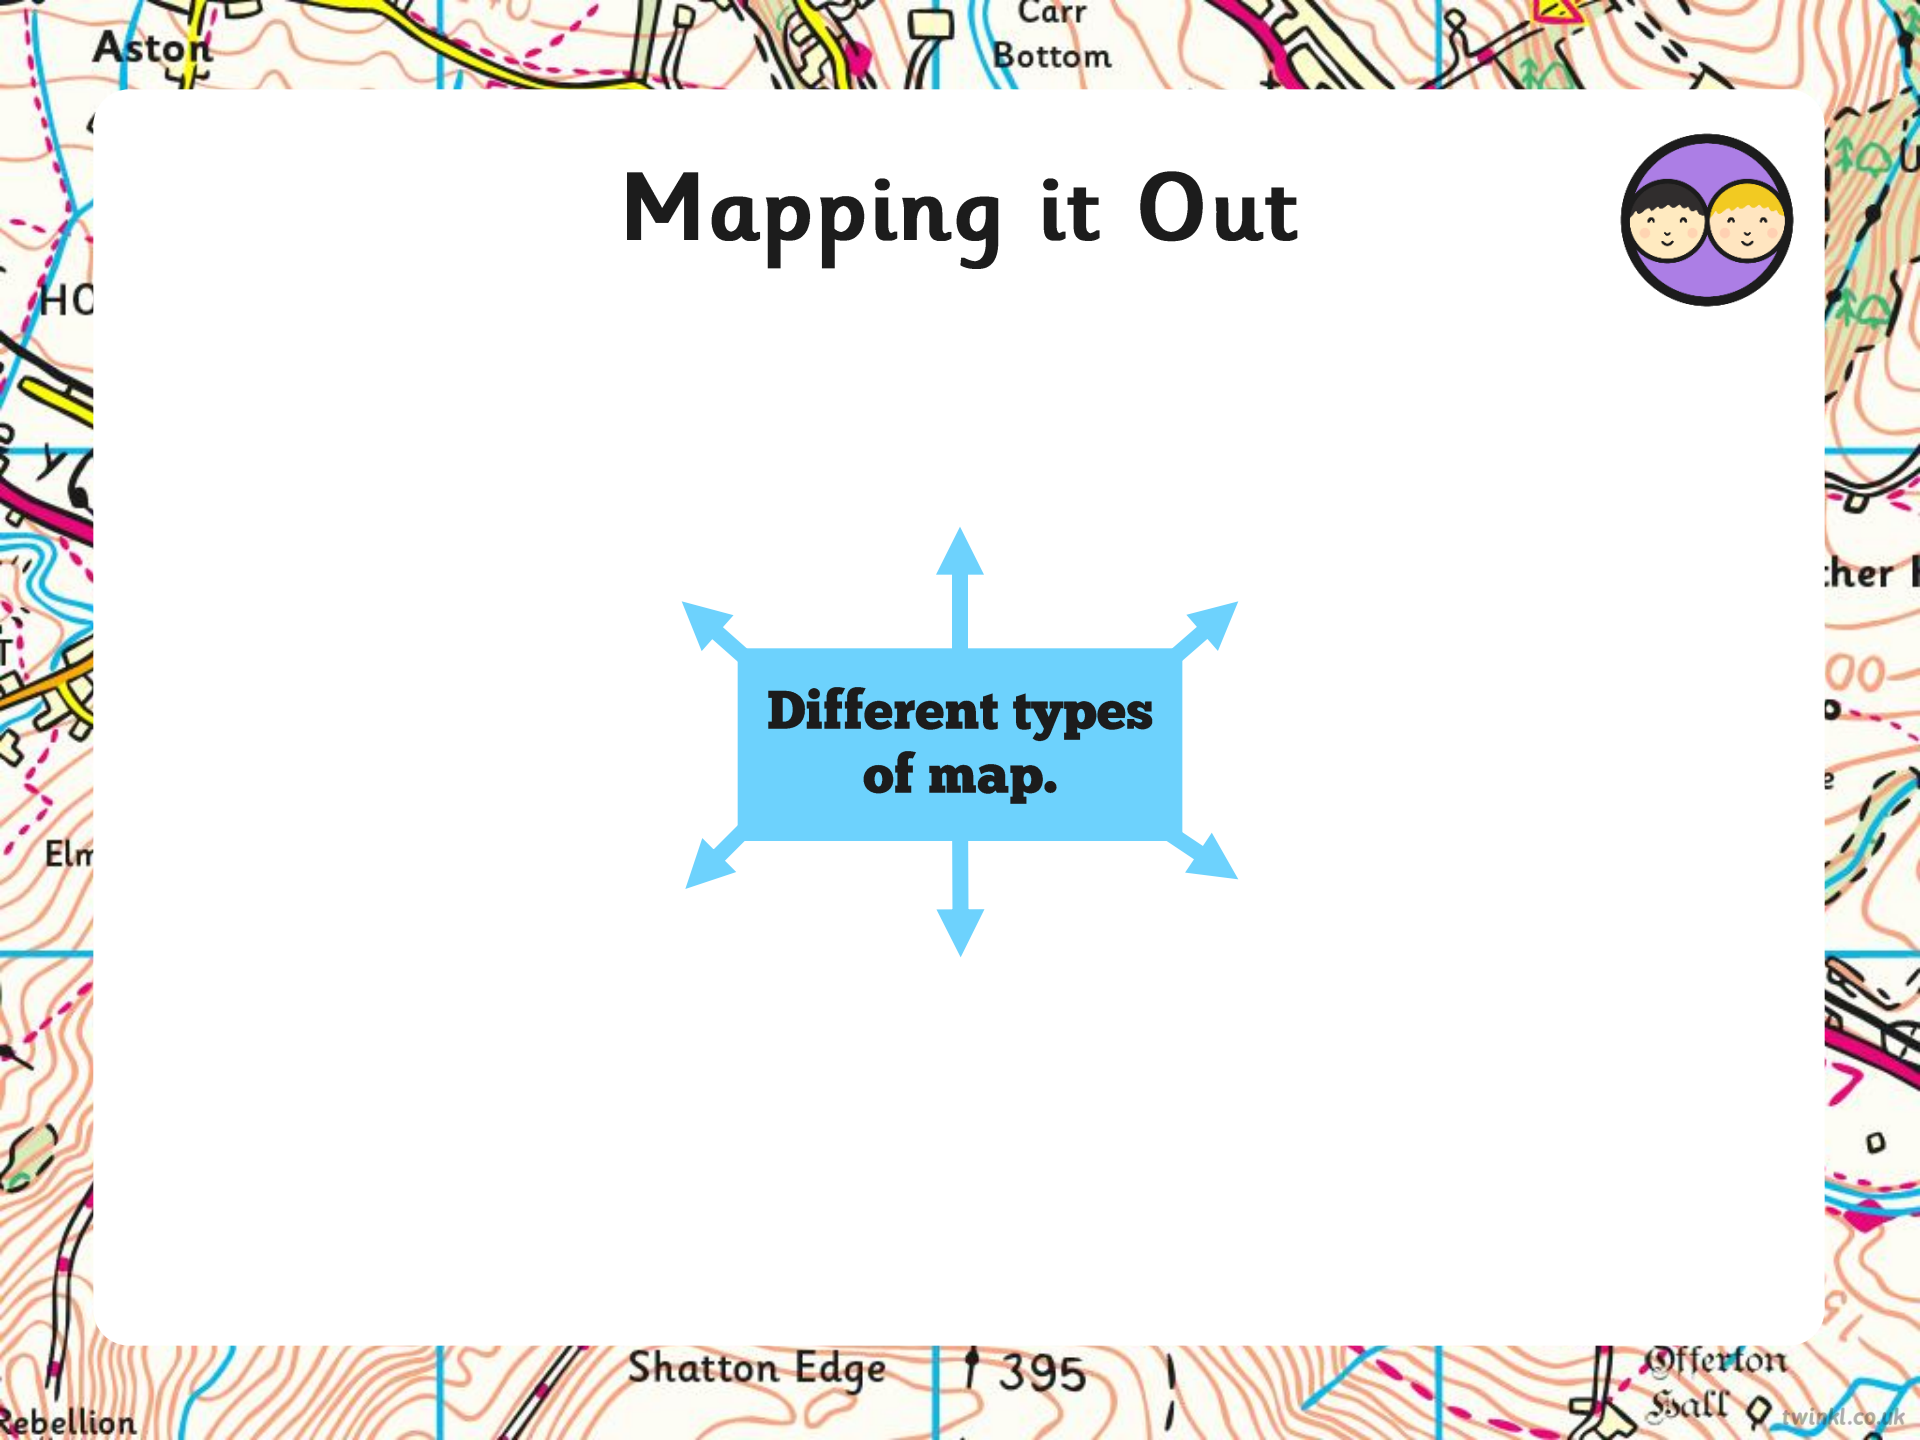 Aston
Carr
Bottom
Mapping it Out
Different types
of map.
Shatton Edge
395
Offerton
Hall
Rebellion
twinkl.co.uk